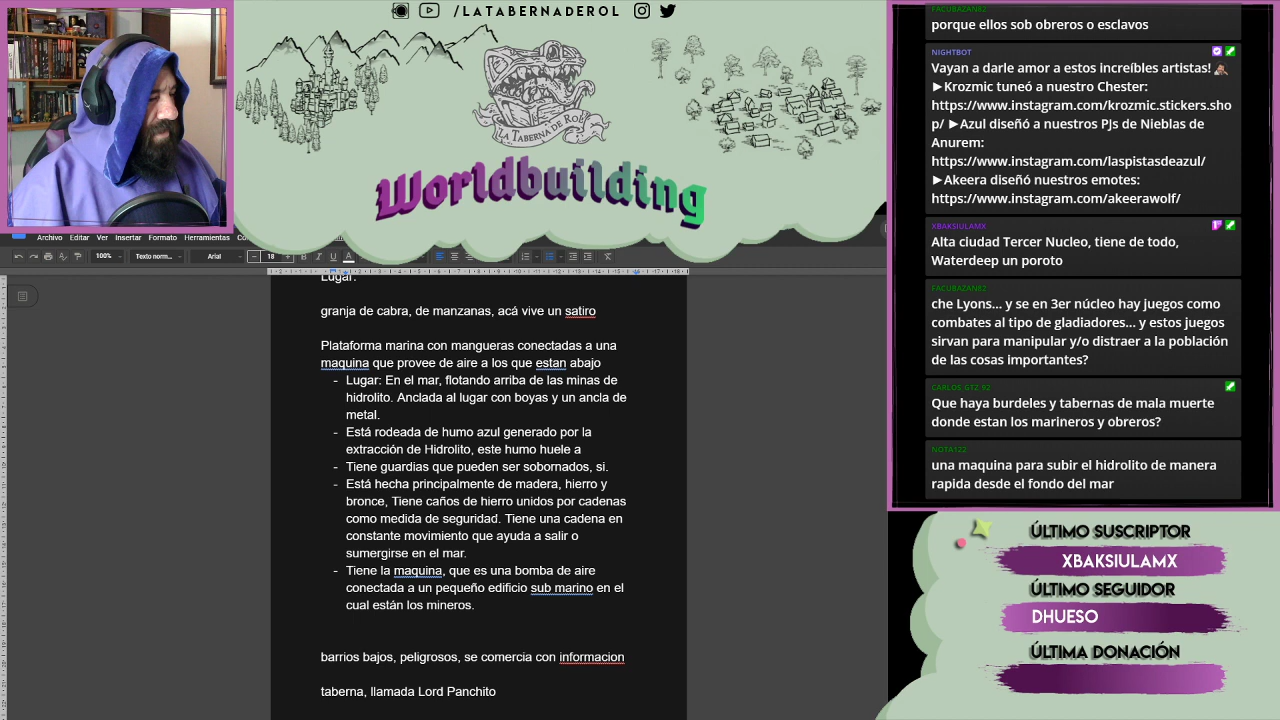 /LATABERNADEROL
LA TABERNA DE ROL
Worldbuilding
Archivo Editar Ver Insertar Formato Herramientas
100% Texto norm... Arial 18 B I U A
Lugar:
granja de cabra, de manzanas, acá vive un satiro
Plataforma marina con mangueras conectadas a una
maquina que provee de aire a los que estan abajo
- Lugar: En el mar, flotando arriba de las minas de
hidrolito. Anclada al lugar con boyas y un ancla de
metal.
- Está rodeada de humo azul generado por la
extracción de Hidrolito, este humo huele a
- Tiene guardias que pueden ser sobornados, si.
- Está hecha principalmente de madera, hierro y
bronce, Tiene caños de hierro unidos por cadenas
como medida de seguridad. Tiene una cadena en
constante movimiento que ayuda a salir o
sumergirse en el mar.
- Tiene la maquina, que es una bomba de aire
conectada a un pequeño edificio sub marino en el
cual están los mineros.
barrios bajos, peligrosos, se comercia con informacion
taberna, llamada Lord Panchito
FACUBAZAN82
porque ellos sob obreros o esclavos
NIGHTBOT
Vayan a darle amor a estos increíbles artistas!
►Krozmic tuneó a nuestro Chester:
https://www.instagram.com/krozmic.stickers.sho
p/ ►Azul diseñó a nuestros PJs de Nieblas de
Anurem:
https://www.instagram.com/laspistasdeazul/
►Akeera diseñó nuestros emotes:
https://www.instagram.com/akeerawolf/
XBAKSIULAMX
Alta ciudad Tercer Nucleo, tiene de todo,
Waterdeep un poroto
FACUBAZAN82
che Lyons... y se en 3er núcleo hay juegos como
combates al tipo de gladiadores... y estos juegos
sirvan para manipular y/o distraer a la población
de las cosas importantes?
CARLOS_GTZ_92
Que haya burdeles y tabernas de mala muerte
donde estan los marineros y obreros?
NOTA122
una maquina para subir el hidrolito de manera
rapida desde el fondo del mar
ÚLTIMO SUSCRIPTOR
XBAKSIULAMX
ÚLTIMO SEGUIDOR
DHUESO
ÚLTIMA DONACIÓN